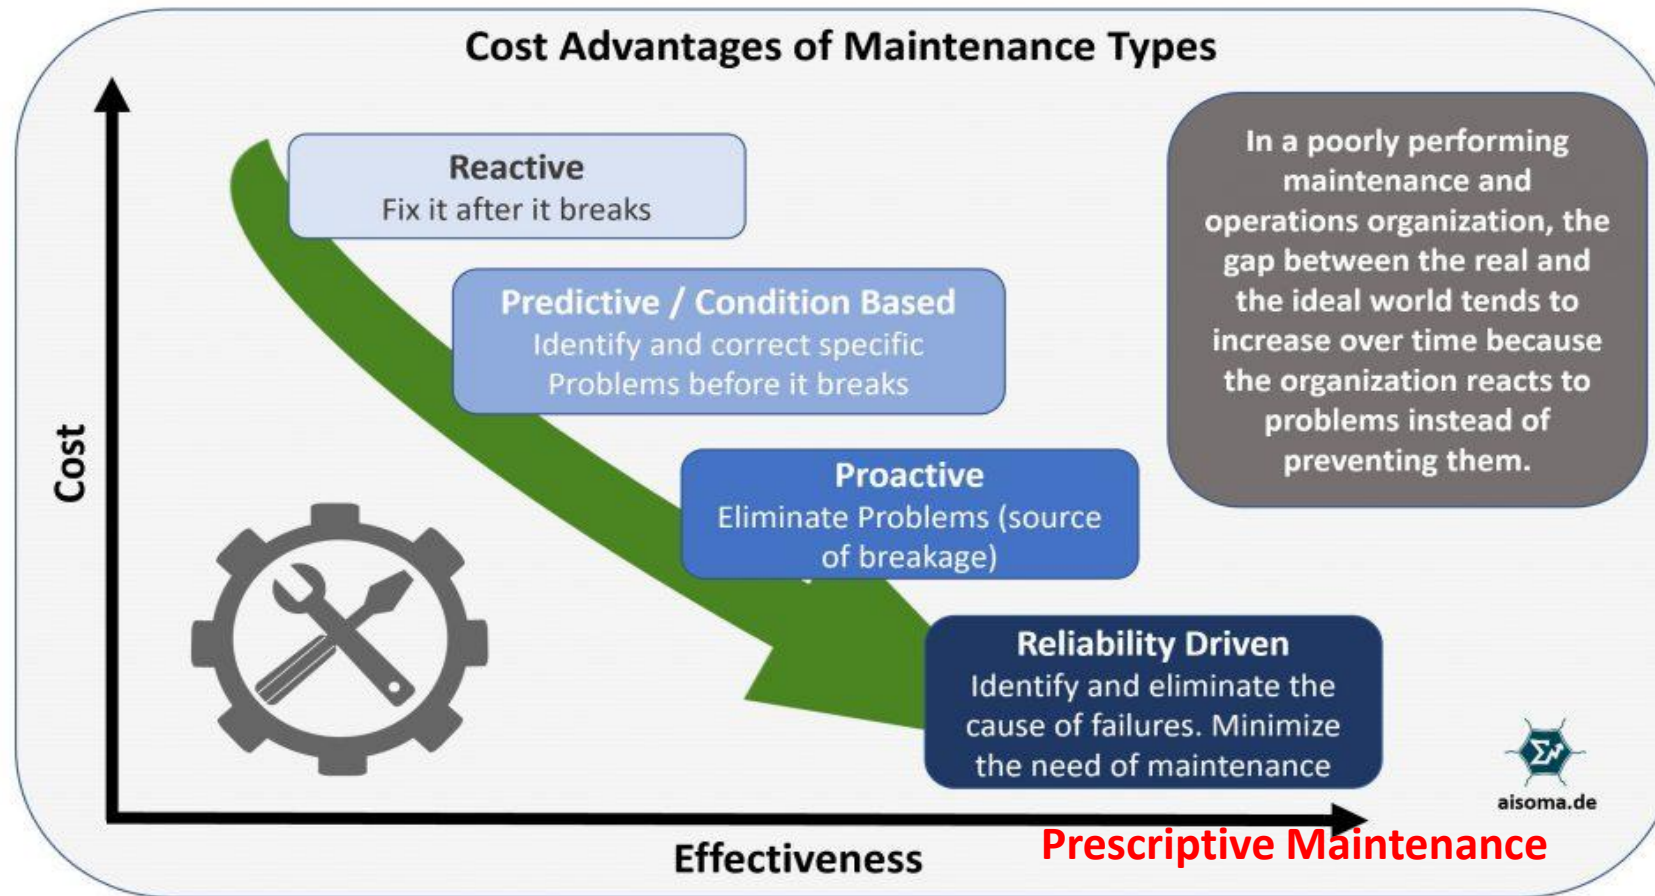 Cost Advantages of Maintenance Types
Reactive
Fix it after it breaks
Predictive / Condition Based
Identify and correct specific
Problems before it breaks
Proactive
Eliminate Problems (source
of breakage)
Reliability Driven
Identify and eliminate the
cause of failures. Minimize
the need of maintenance
In a poorly performing
maintenance and
operations organization, the
gap between the real and
the ideal world tends to
increase over time because
the organization reacts to
problems instead of
preventing them.
Cost
aisoma.de
Effectiveness
Prescriptive Maintenance